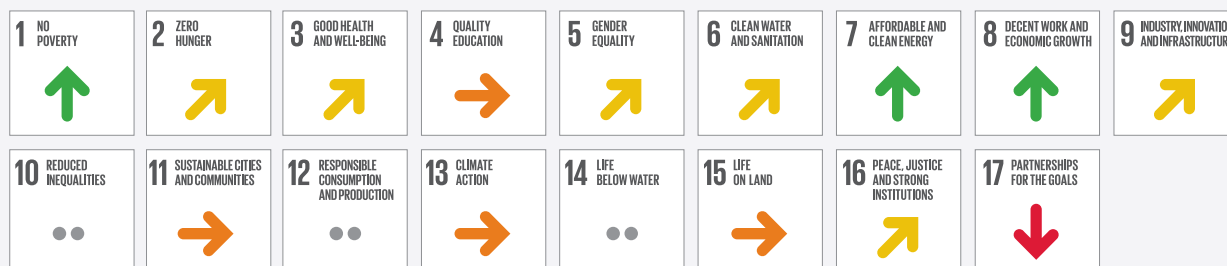 1 NO
POVERTY
2 ZERO
HUNGER
3 GOOD HEALTH
AND WELL-BEING
4 QUALITY
EDUCATION
5 GENDER
EQUALITY
6 CLEAN WATER
AND SANITATION
7 AFFORDABLE AND
CLEAN ENERGY
8 DECENT WORK AND
ECONOMIC GROWTH
9 INDUSTRY, INNOVATIO
AND INFRASTRUCTUR
10 REDUCED
INEQUALITIES
11 SUSTAINABLE CITIES
AND COMMUNITIES
12 RESPONSIBLE
CONSUMPTION
AND PRODUCTION
13 CLIMATE
ACTION
14 LIFE
BELOW WATER
15 LIFE
ON LAND
16 PEACE, JUSTICE
AND STRONG
INSTITUTIONS
17 PARTNERSHIPS
FOR THE GOALS